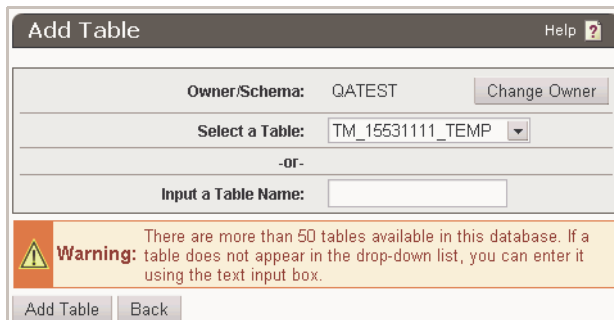 Add Table Help ?
Owner/Schema: QATEST Change Owner
Select a Table: TM_15531111_TEMP
-or-
Input a Table Name:
There are more than 50 tables available in this database. If a
Warning: table does not appear in the drop-down list, you can enter it
using the text input box.
Add Table Back